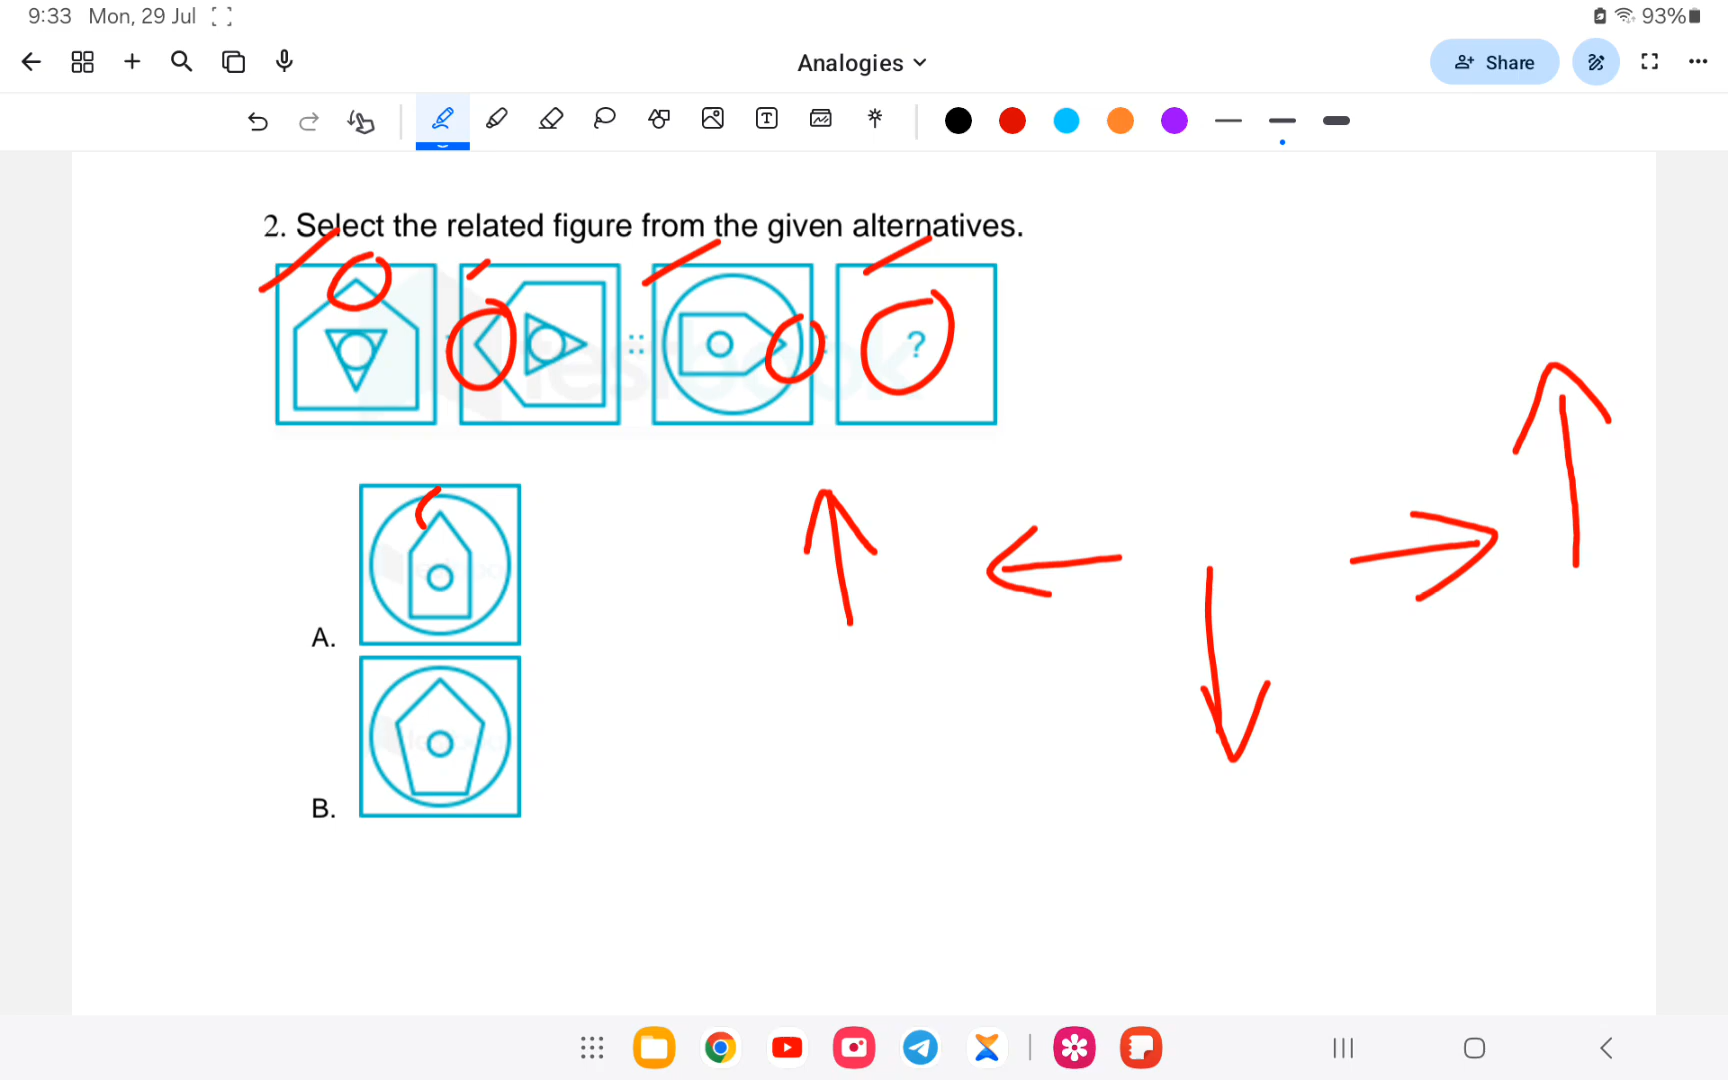 9:33 Mon, 29 Jul 93%
Analogies
Share
2. Select the related figure from the given alternatives.
?
A.
B.